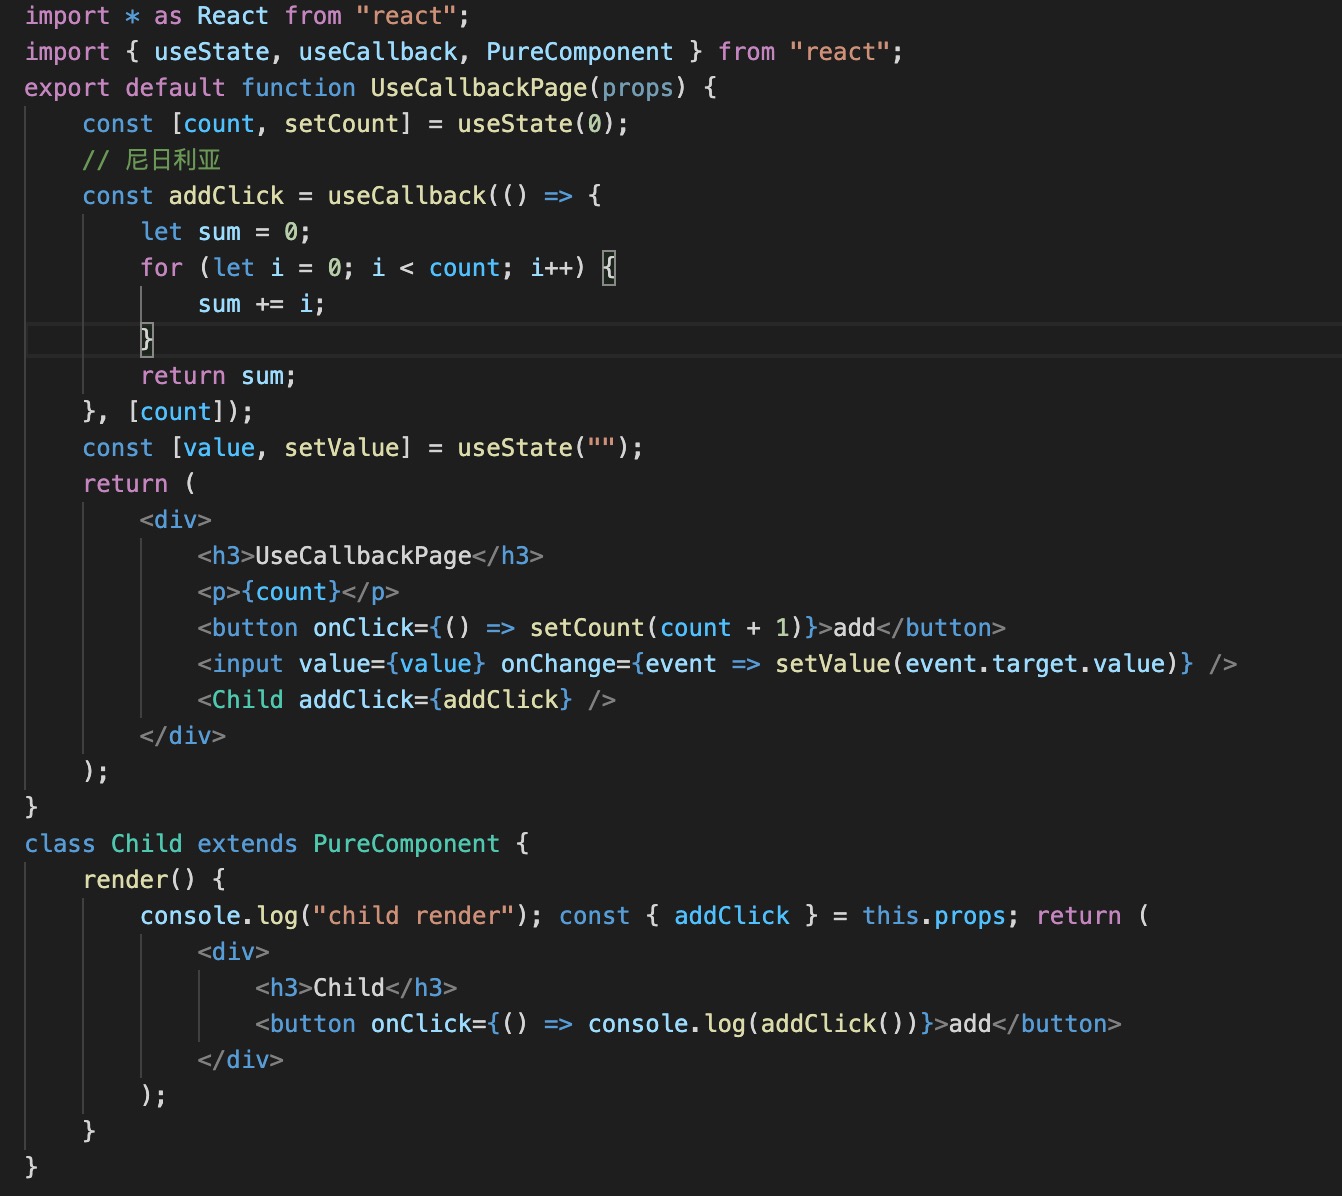 import * as React from "react";
import { useState, useCallback, PureComponent } from "react";
export default function UseCallbackPage(props) {
    const [count, setCount] = useState(0);
    // 尼日利亚
    const addClick = useCallback(() => {
        let sum = 0;
        for (let i = 0; i < count; i++) {
            sum += i;
        }
        return sum;
    }, [count]);
    const [value, setValue] = useState("");
    return (
        <div>
            <h3>UseCallbackPage</h3>
            <p>{count}</p>
            <button onClick={() => setCount(count + 1)}>add</button>
            <input value={value} onChange={event => setValue(event.target.value)} />
            <Child addClick={addClick} />
        </div>
    );
}
class Child extends PureComponent {
    render() {
        console.log("child render"); const { addClick } = this.props; return (
            <div>
                <h3>Child</h3>
                <button onClick={() => console.log(addClick())}>add</button>
            </div>
        );
    }
}